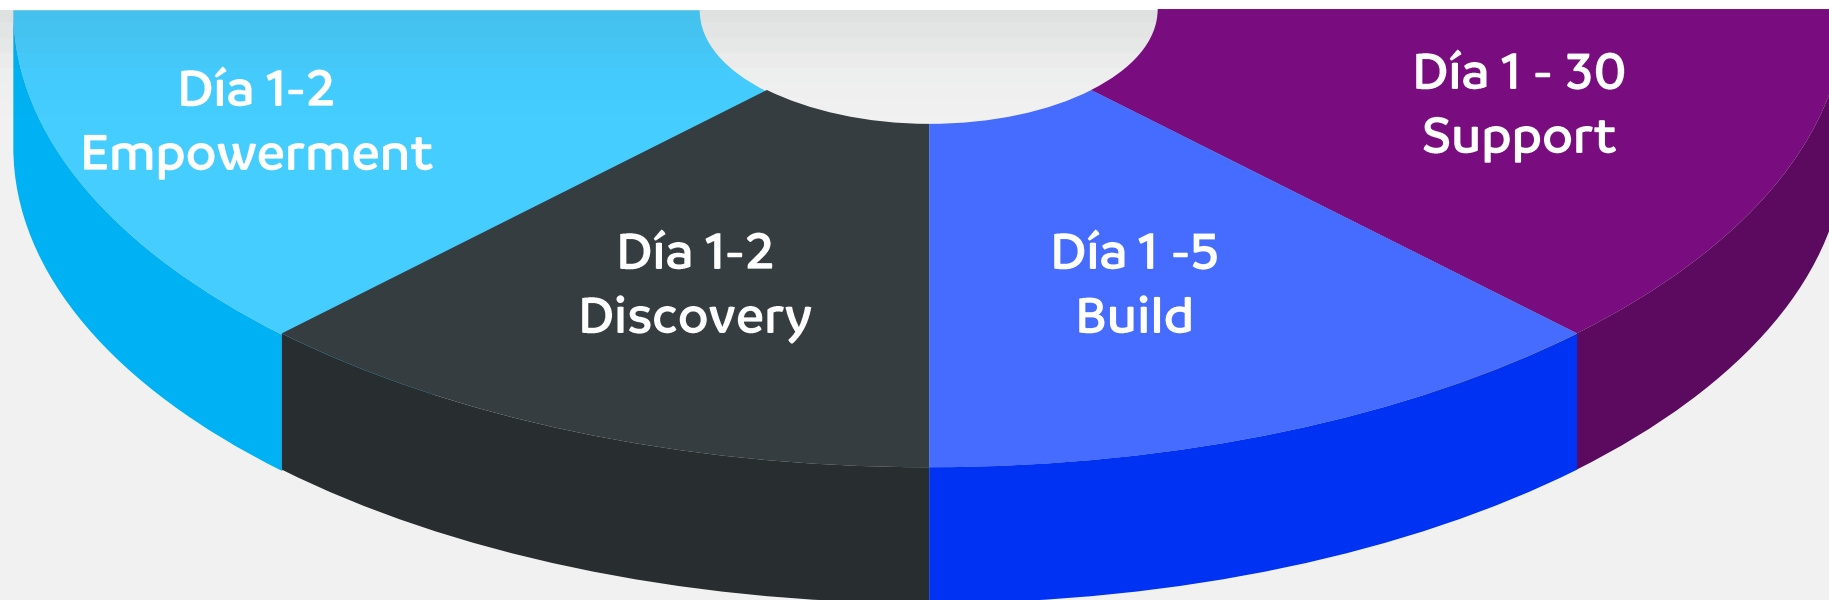 Día 1-2
Empowerment
Día 1-2
Discovery
Día 1 -5
Build
Día 1 - 30
Support